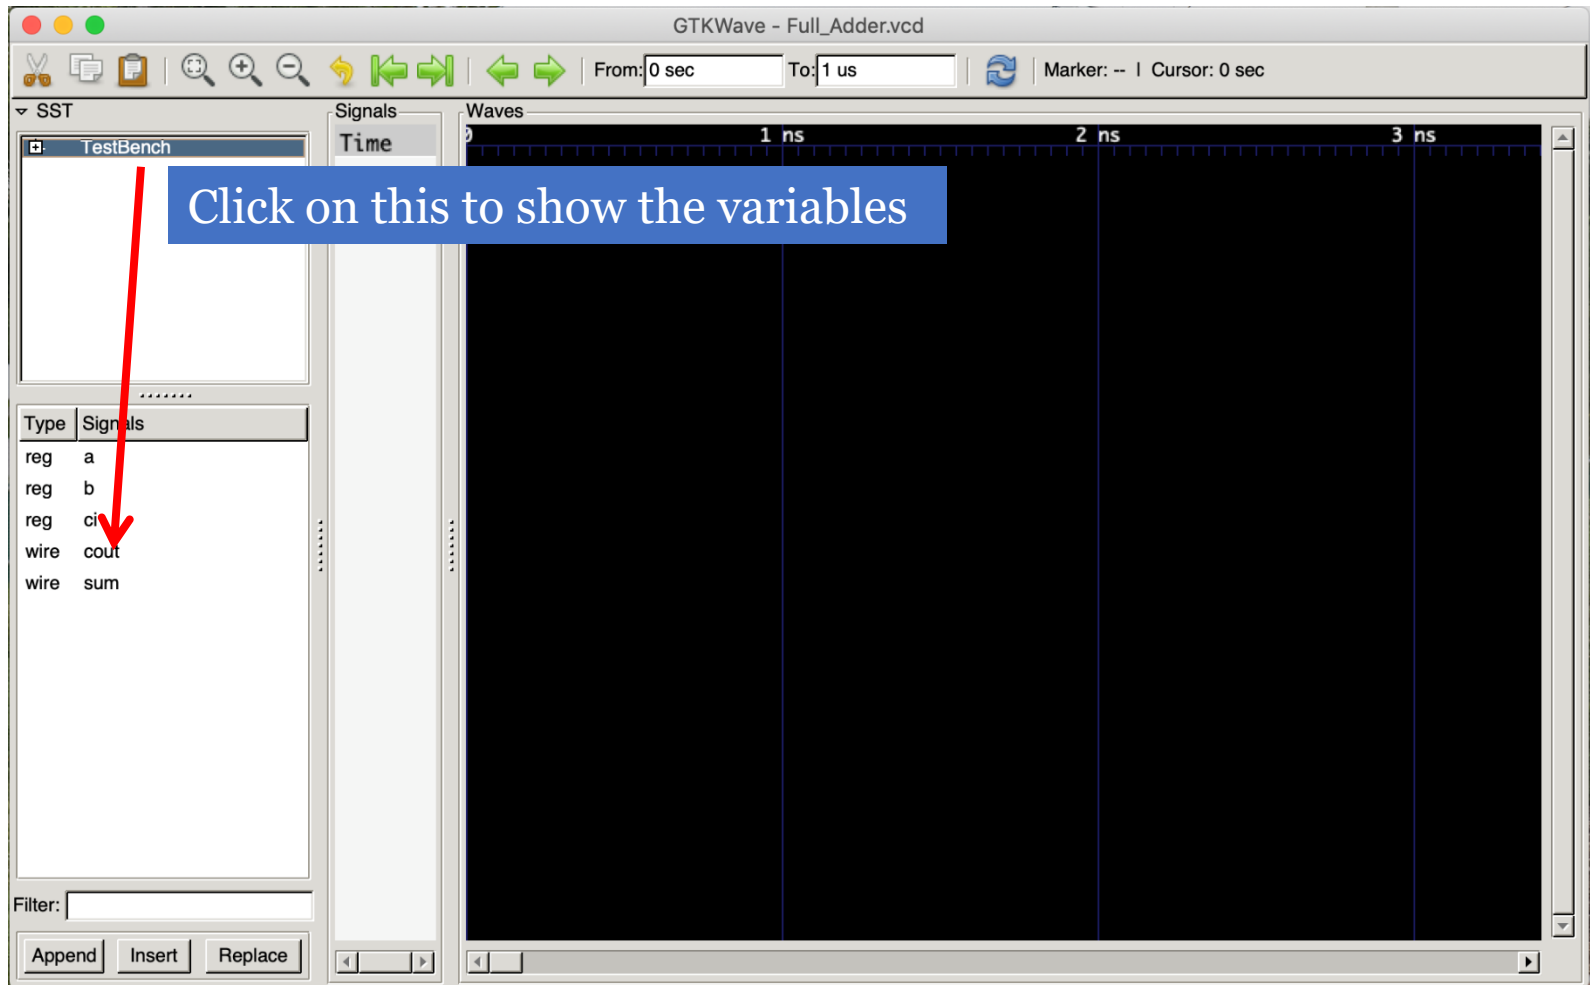 GTKWave - Full_Adder.vcd
From: 0 sec To: 1 us Marker: -- | Cursor: 0 sec
SST
Signals
Waves
TestBench
Time
0 1 ns 2 ns 3 ns
Click on this to show the variables
Type Signals
reg a
reg b
reg ci
wire cout
wire sum
Filter:
Append Insert Replace